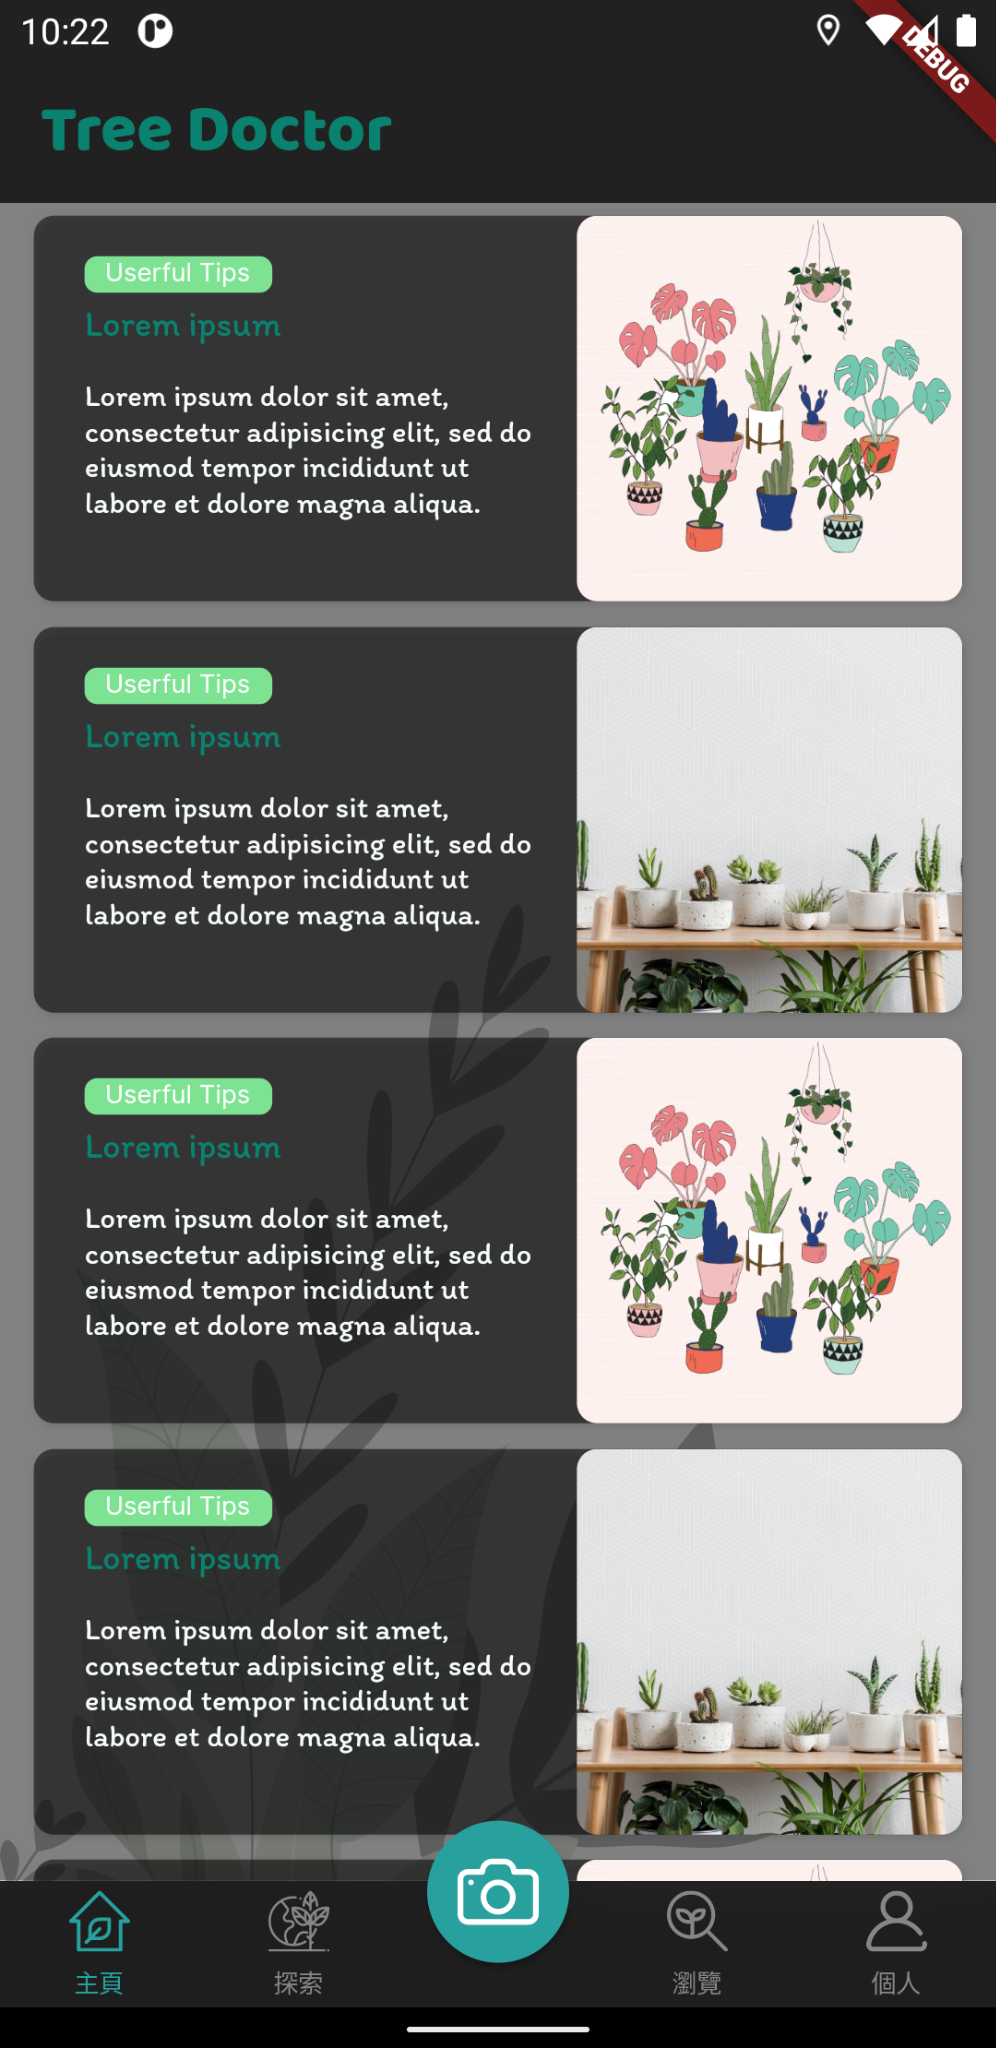 10:22
DEBUG
Tree Doctor
Userful Tips
Lorem ipsum
Lorem ipsum dolor sit amet,
consectetur adipisicing elit, sed do
eiusmod tempor incididunt ut
labore et dolore magna aliqua.
Userful Tips
Lorem ipsum
Lorem ipsum dolor sit amet,
consectetur adipisicing elit, sed do
eiusmod tempor incididunt ut
labore et dolore magna aliqua.
Userful Tips
Lorem ipsum
Lorem ipsum dolor sit amet,
consectetur adipisicing elit, sed do
eiusmod tempor incididunt ut
labore et dolore magna aliqua.
Userful Tips
Lorem ipsum
Lorem ipsum dolor sit amet,
consectetur adipisicing elit, sed do
eiusmod tempor incididunt ut
labore et dolore magna aliqua.
主頁
探索
瀏覽
個人